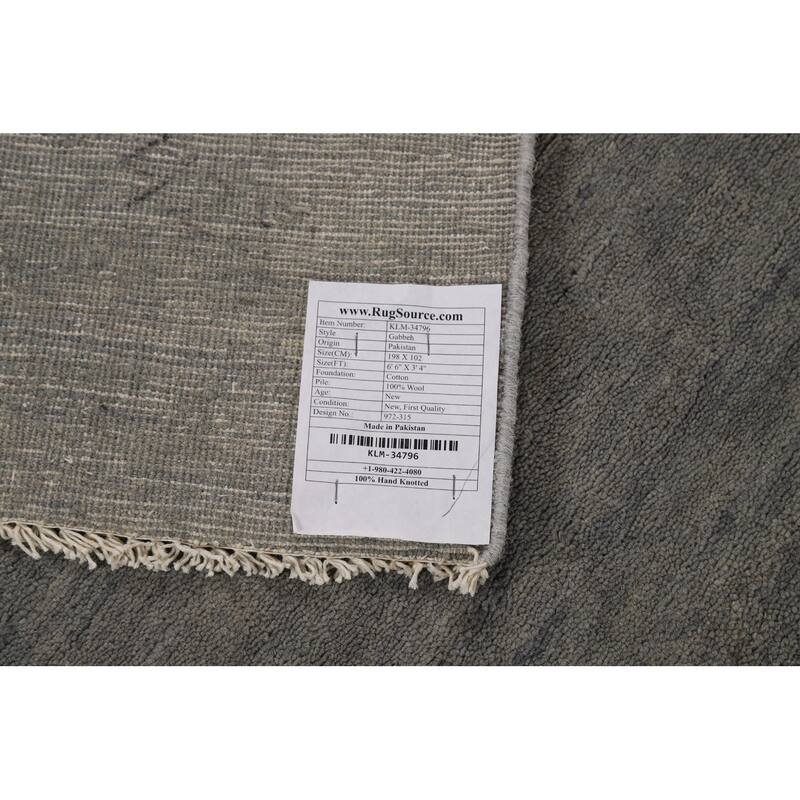 www.RugSource.com
Item Number: KLM-34796
Style Gabbeh
Origin Pakistan
Size(CM): 198 X 102
Size(FT): 6' 6" X 3' 4"
Foundation: Cotton
Pile: 100% Wool
Age: New
Condition: New, First Quality
Design No.: 972-315
Made in Pakistan
KLM-34796
+1-980-422-4080
100% Hand Knotted